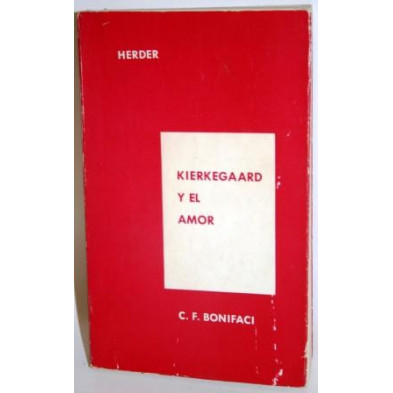 HERDER
KIERKEGAARD
Y EL
AMOR
C. F. BONIFACI